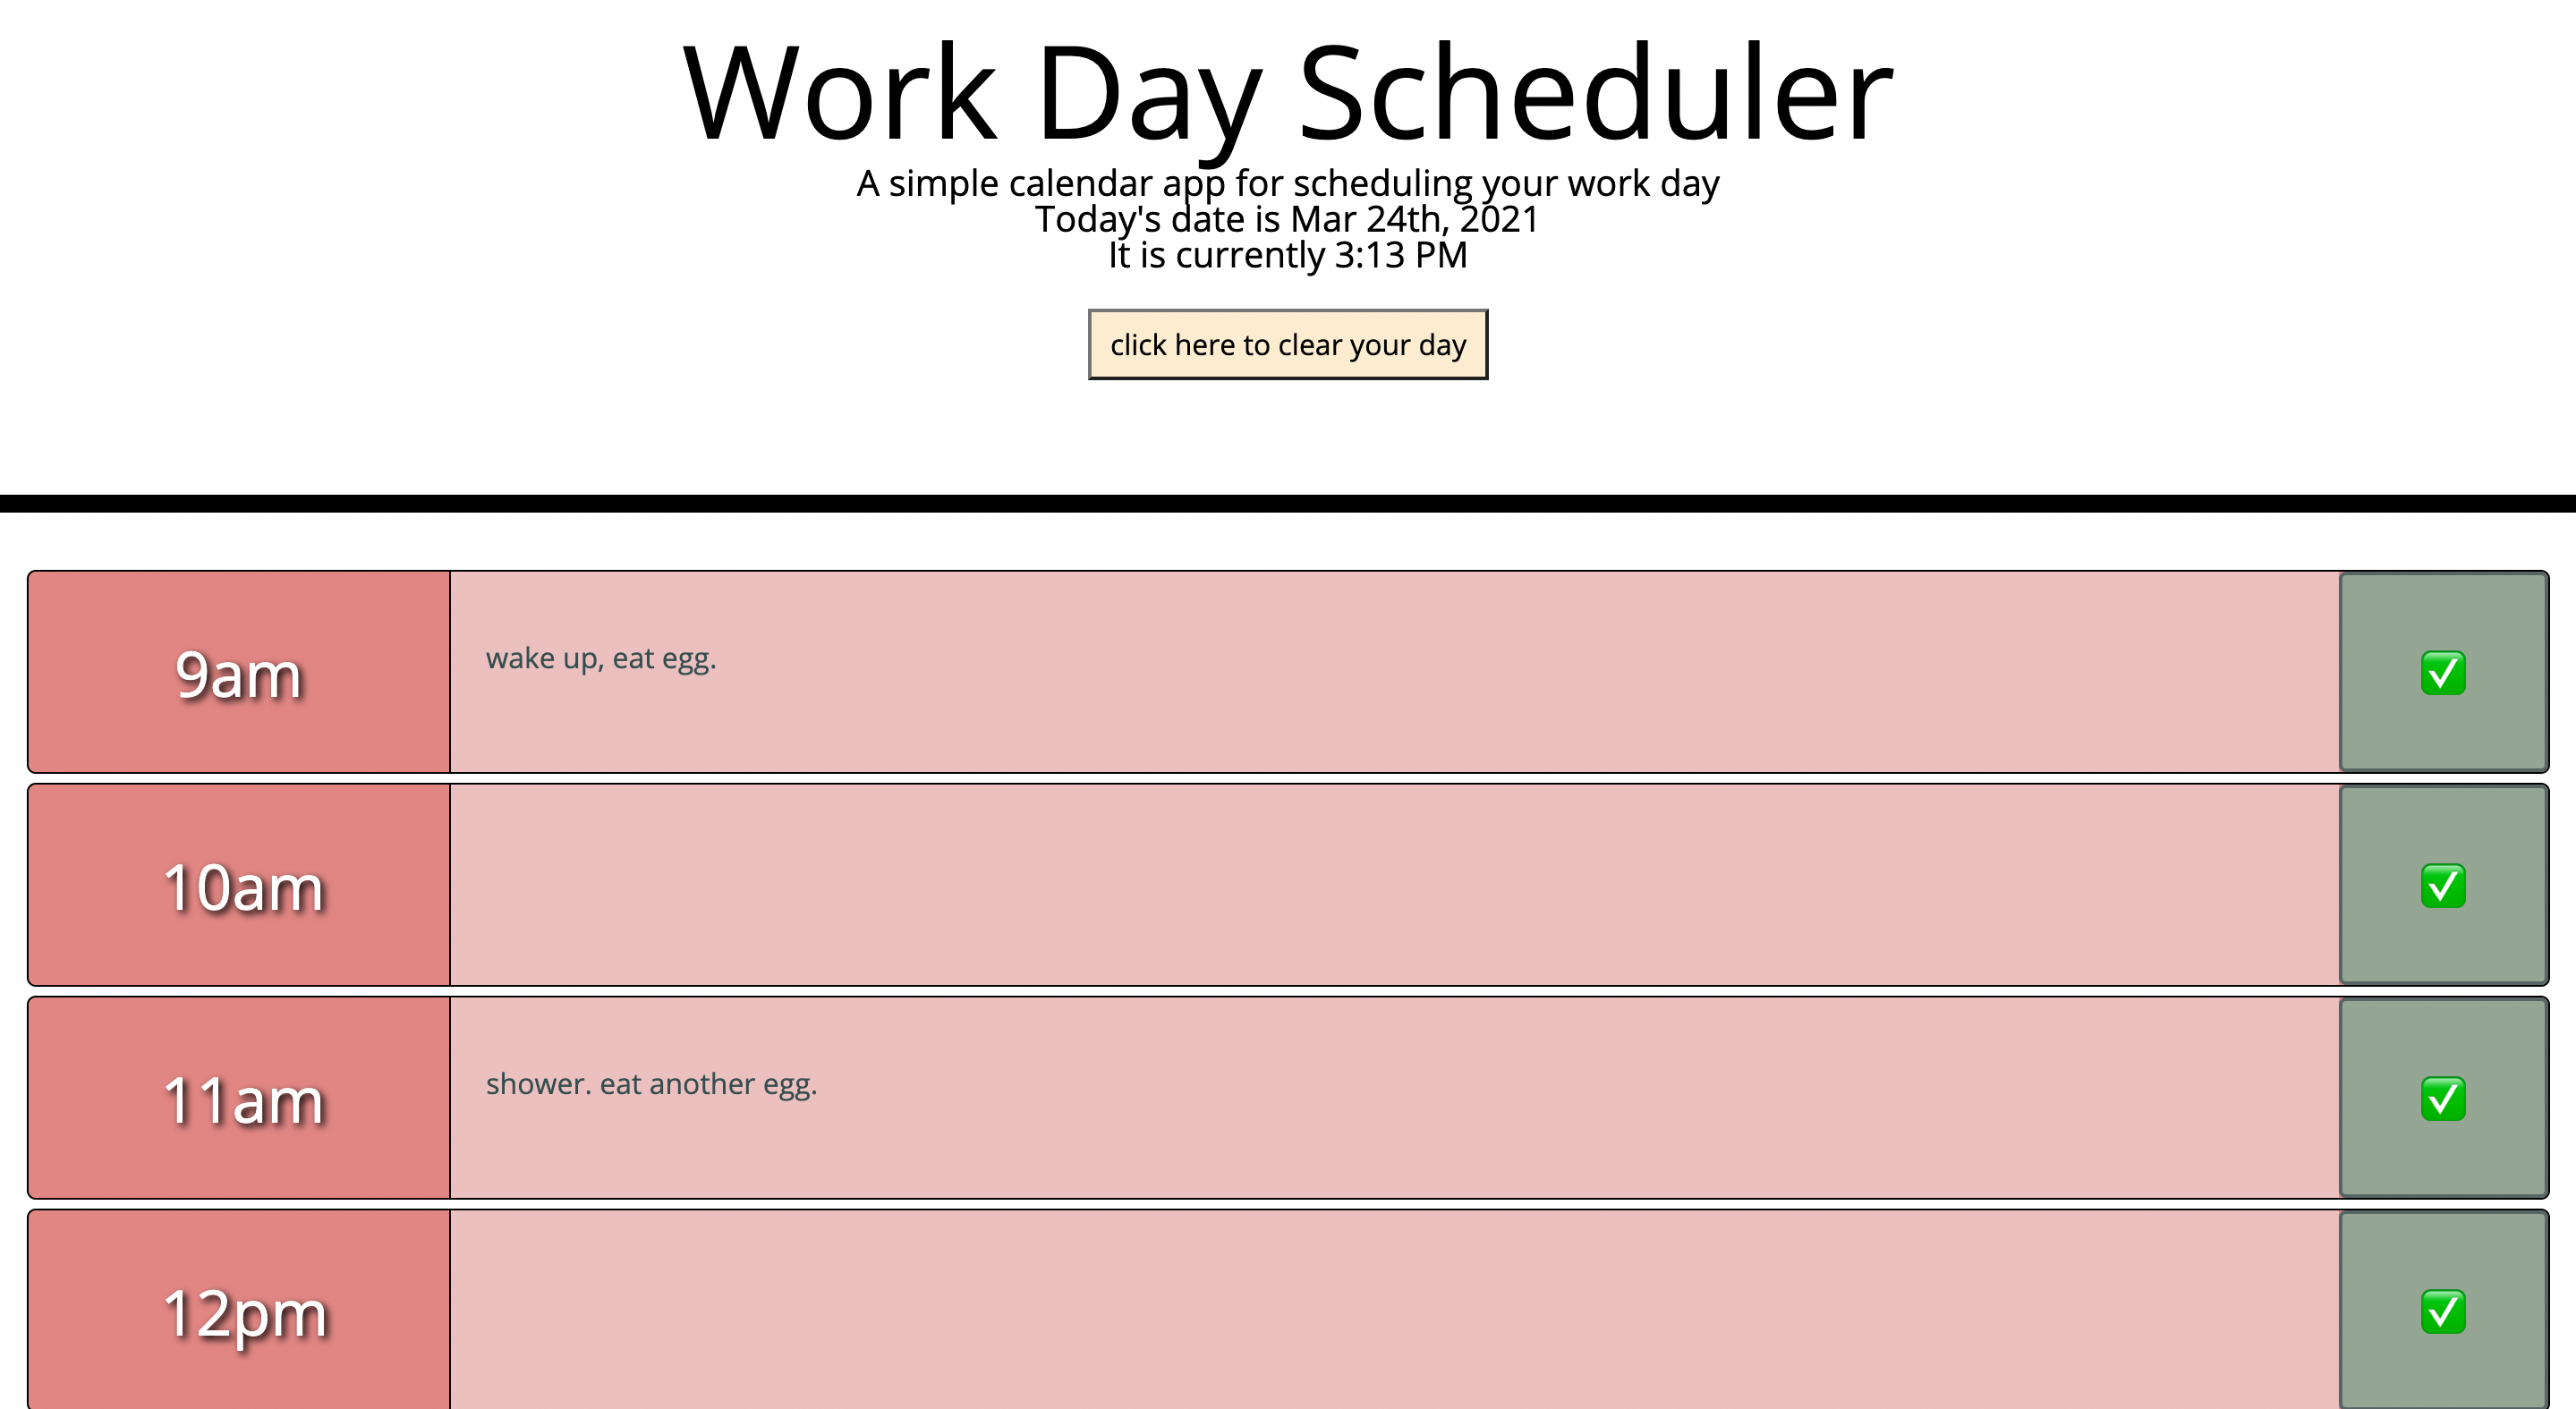 Work Day Scheduler
A simple calendar app for scheduling your work day
Today's date is Mar 24th, 2021
It is currently 3:13 PM
click here to clear your day
9am
wake up, eat egg.
10am
11am
shower. eat another egg.
12pm